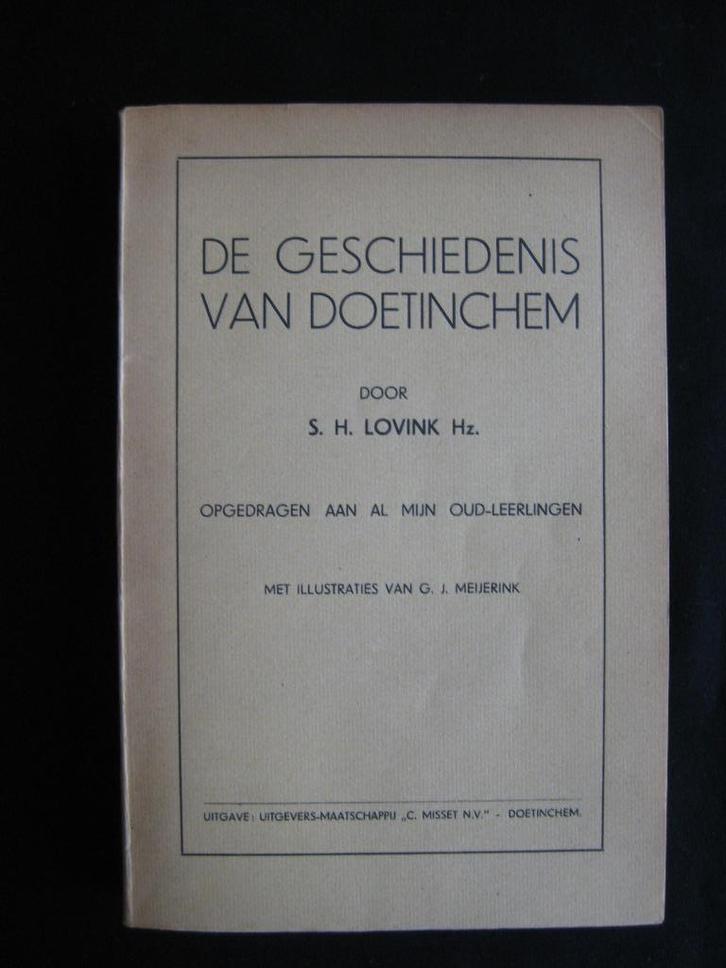 DE GESCHIEDENIS
VAN DOETINCHEM
DOOR
S. H. LOVINK Hz.
OPGEDRAGEN AAN AL MIJN OUD-LEERLINGEN
MET ILLUSTRATIES VAN G. J. MEIJERINK
UITGAVE: UITGEVERS-MAATSCHAPPIJ „C. MISSET N.V." - DOETINCHEM.